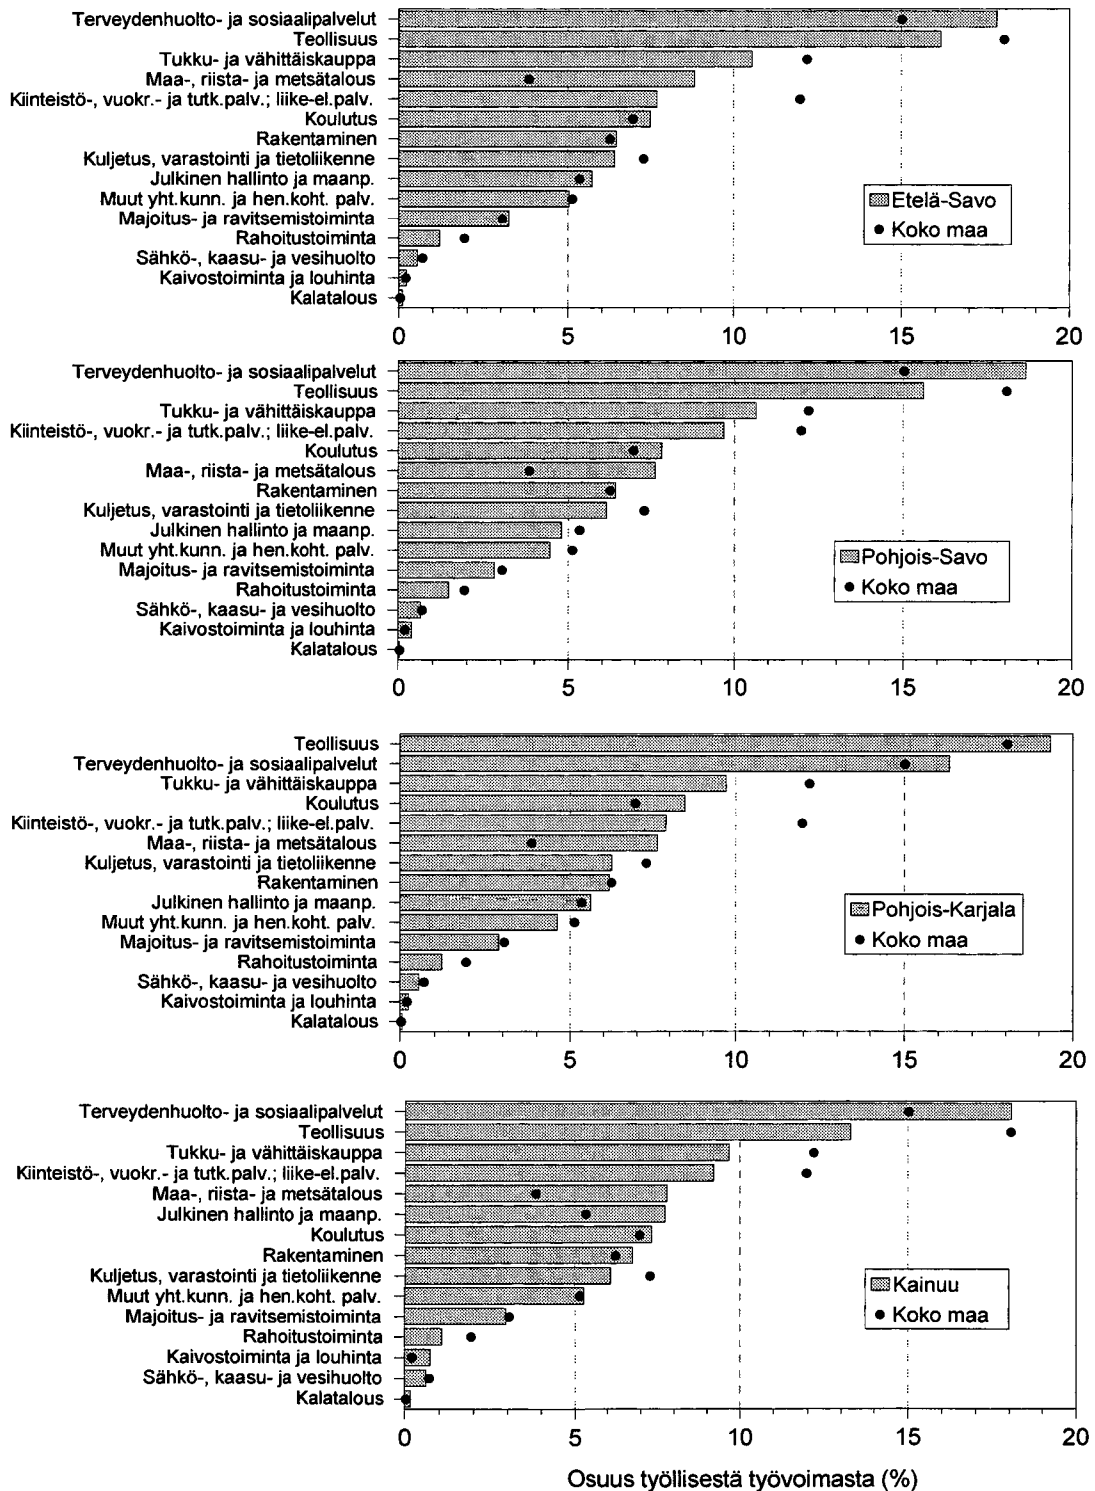 Terveydenhuolto- ja sosiaalipalvelut
Teollisuus
Tukku- ja vähittäiskauppa
Maa-, riista- ja metsätalous
Kiinteistö-, vuokr.- ja tutk.palv.; liike-el.palv.
Koulutus
Rakentaminen
Kuljetus, varastointi ja tietoliikenne
Julkinen hallinto ja maanp.
Muut yht.kunn. ja hen.koht. palv.
Majoitus- ja ravitsemistoiminta
Rahoitustoiminta
Sähkö-, kaasu- ja vesihuolto
Kaivostoiminta ja louhinta
Kalatalous
Etelä-Savo
Koko maa
0 5 10 15 20
Terveydenhuolto- ja sosiaalipalvelut
Teollisuus
Tukku- ja vähittäiskauppa
Kiinteistö-, vuokr.- ja tutk.palv.; liike-el.palv.
Koulutus
Maa-, riista- ja metsätalous
Rakentaminen
Kuljetus, varastointi ja tietoliikenne
Julkinen hallinto ja maanp.
Muut yht.kunn. ja hen.koht. palv.
Majoitus- ja ravitsemistoiminta
Rahoitustoiminta
Sähkö-, kaasu- ja vesihuolto
Kaivostoiminta ja louhinta
Kalatalous
Pohjois-Savo
Koko maa
0 5 10 15 20
Teollisuus
Terveydenhuolto- ja sosiaalipalvelut
Tukku- ja vähittäiskauppa
Koulutus
Kiinteistö-, vuokr.- ja tutk.palv.; liike-el.palv.
Maa-, riista- ja metsätalous
Kuljetus, varastointi ja tietoliikenne
Rakentaminen
Julkinen hallinto ja maanp.
Muut yht.kunn. ja hen.koht. palv.
Majoitus- ja ravitsemistoiminta
Rahoitustoiminta
Sähkö-, kaasu- ja vesihuolto
Kaivostoiminta ja louhinta
Kalatalous
Pohjois-Karjala
Koko maa
0 5 10 15 20
Terveydenhuolto- ja sosiaalipalvelut
Teollisuus
Tukku- ja vähittäiskauppa
Kiinteistö-, vuokr.- ja tutk.palv.; liike-el.palv.
Maa-, riista- ja metsätalous
Julkinen hallinto ja maanp.
Koulutus
Rakentaminen
Kuljetus, varastointi ja tietoliikenne
Muut yht.kunn. ja hen.koht. palv.
Majoitus- ja ravitsemistoiminta
Rahoitustoiminta
Kaivostoiminta ja louhinta
Sähkö-, kaasu- ja vesihuolto
Kalatalous
Kainuu
Koko maa
0 5 10 15 20
Osuus työllisestä työvoimasta (%)